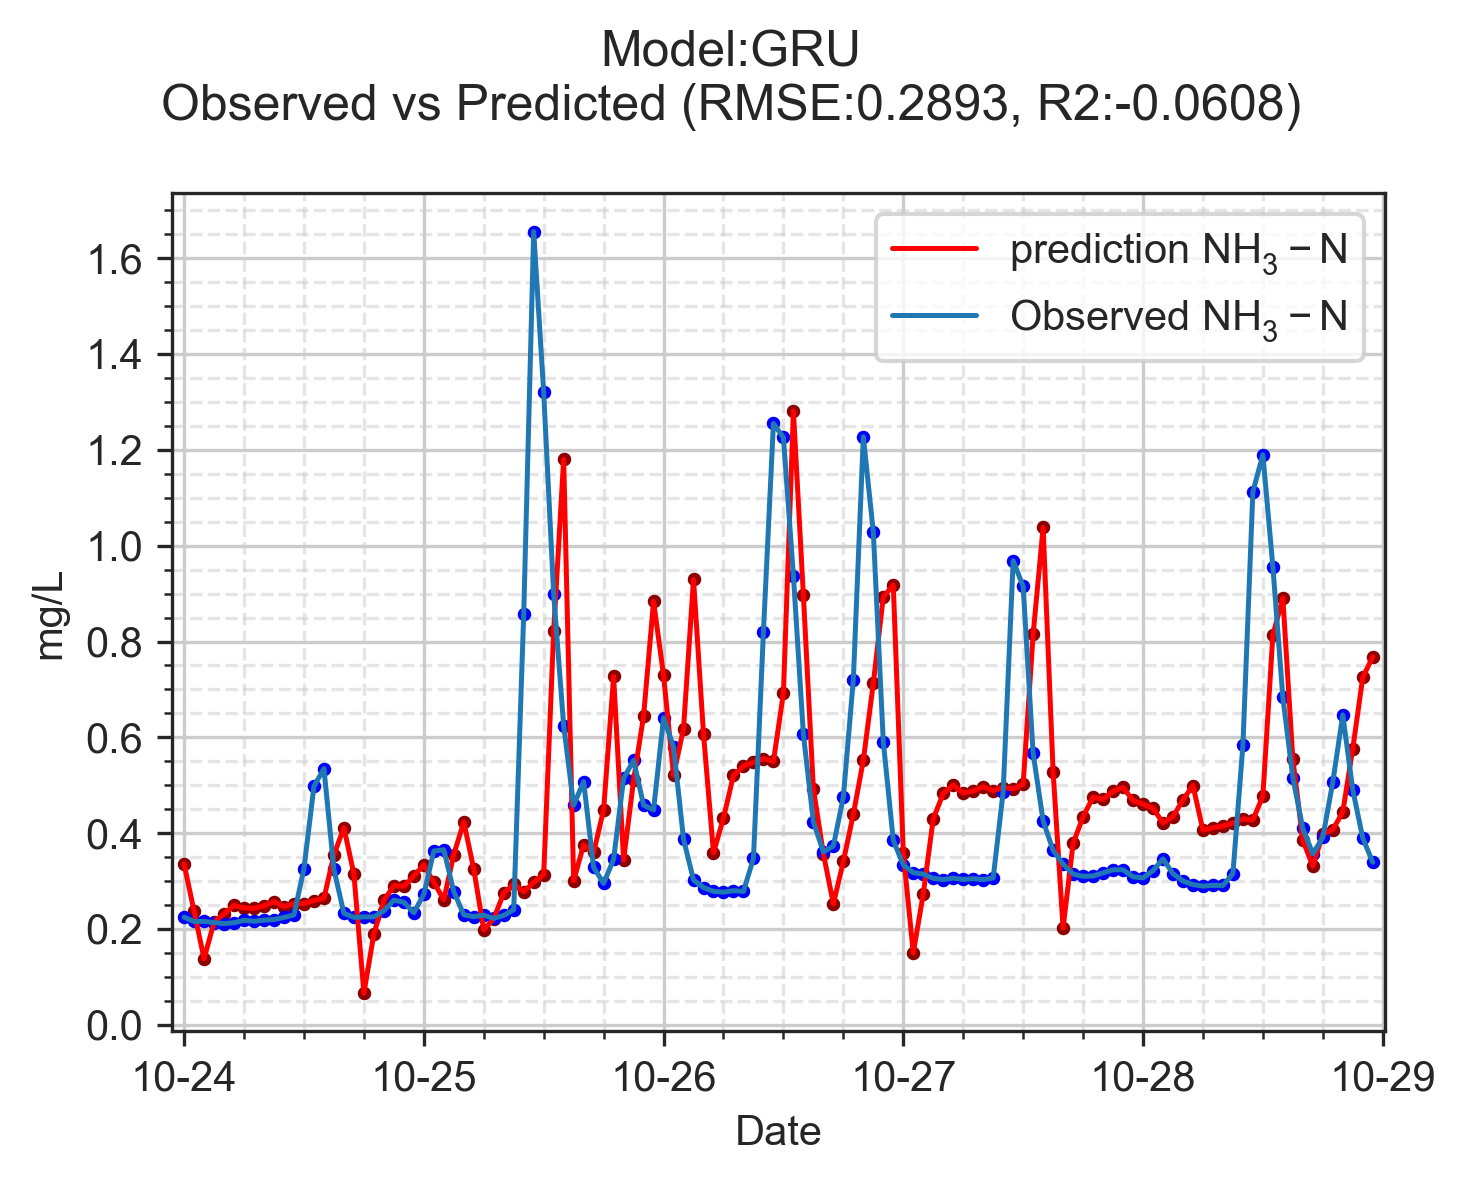 Model:GRU
Observed vs Predicted (RMSE:0.2893, R2:-0.0608)
prediction NH₃ − N
Observed NH₃ − N
mg/L
1.6
1.4
1.2
1.0
0.8
0.6
0.4
0.2
0.0
10-24 10-25 10-26 10-27 10-28 10-29
Date